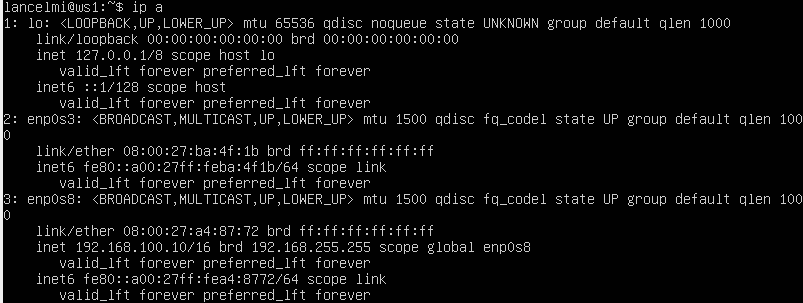 lancelmi@ws1:~$ ip a
1: lo: <LOOPBACK,UP,LOWER_UP> mtu 65536 qdisc noqueue state UNKNOWN group default qlen 1000
    link/loopback 00:00:00:00:00:00 brd 00:00:00:00:00:00
    inet 127.0.0.1/8 scope host lo
       valid_lft forever preferred_lft forever
    inet6 ::1/128 scope host
       valid_lft forever preferred_lft forever
2: enp0s3: <BROADCAST,MULTICAST,UP,LOWER_UP> mtu 1500 qdisc fq_codel state UP group default qlen 100
0
    link/ether 08:00:27:ba:4f:1b brd ff:ff:ff:ff:ff:ff
    inet6 fe80::a00:27ff:feba:4f1b/64 scope link
       valid_lft forever preferred_lft forever
3: enp0s8: <BROADCAST,MULTICAST,UP,LOWER_UP> mtu 1500 qdisc fq_codel state UP group default qlen 100
0
    link/ether 08:00:27:a4:87:72 brd ff:ff:ff:ff:ff:ff
    inet 192.168.100.10/16 brd 192.168.255.255 scope global enp0s8
       valid_lft forever preferred_lft forever
    inet6 fe80::a00:27ff:fea4:8772/64 scope link
       valid_lft forever preferred_lft forever